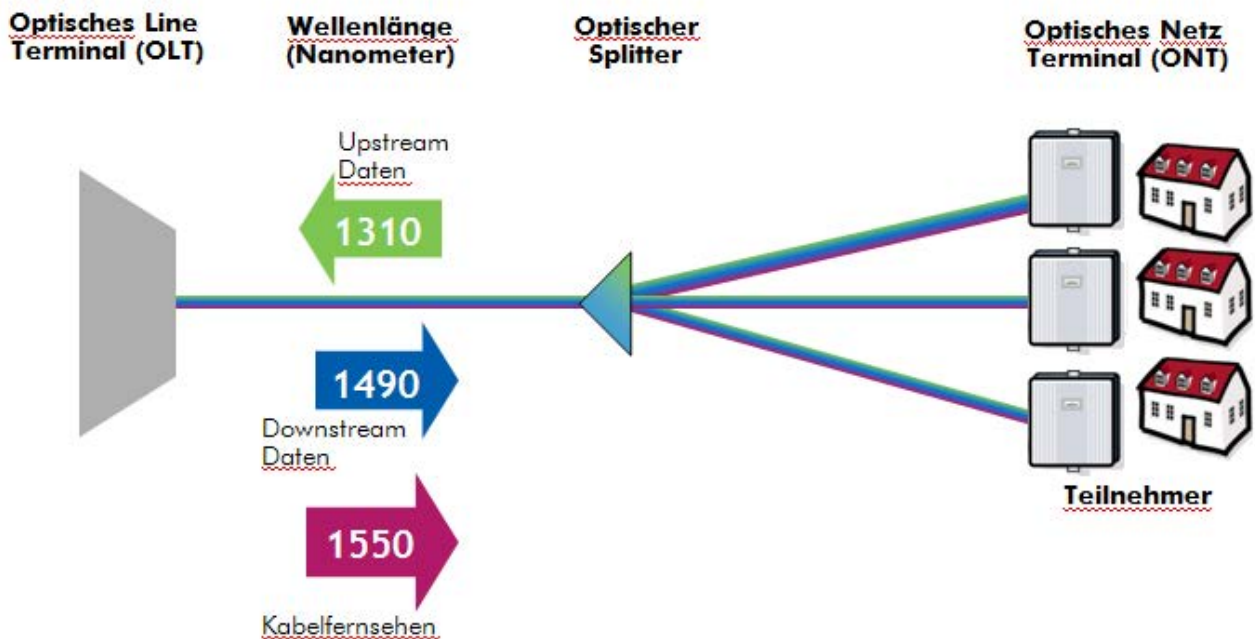 Optisches Line
Terminal (OLT)
Wellenlänge
(Nanometer)
Optischer
Splitter
Optisches Netz
Terminal (ONT)
Upstream
Daten
1310
1490
Downstream
Daten
1550
Kabelfernsehen
Teilnehmer